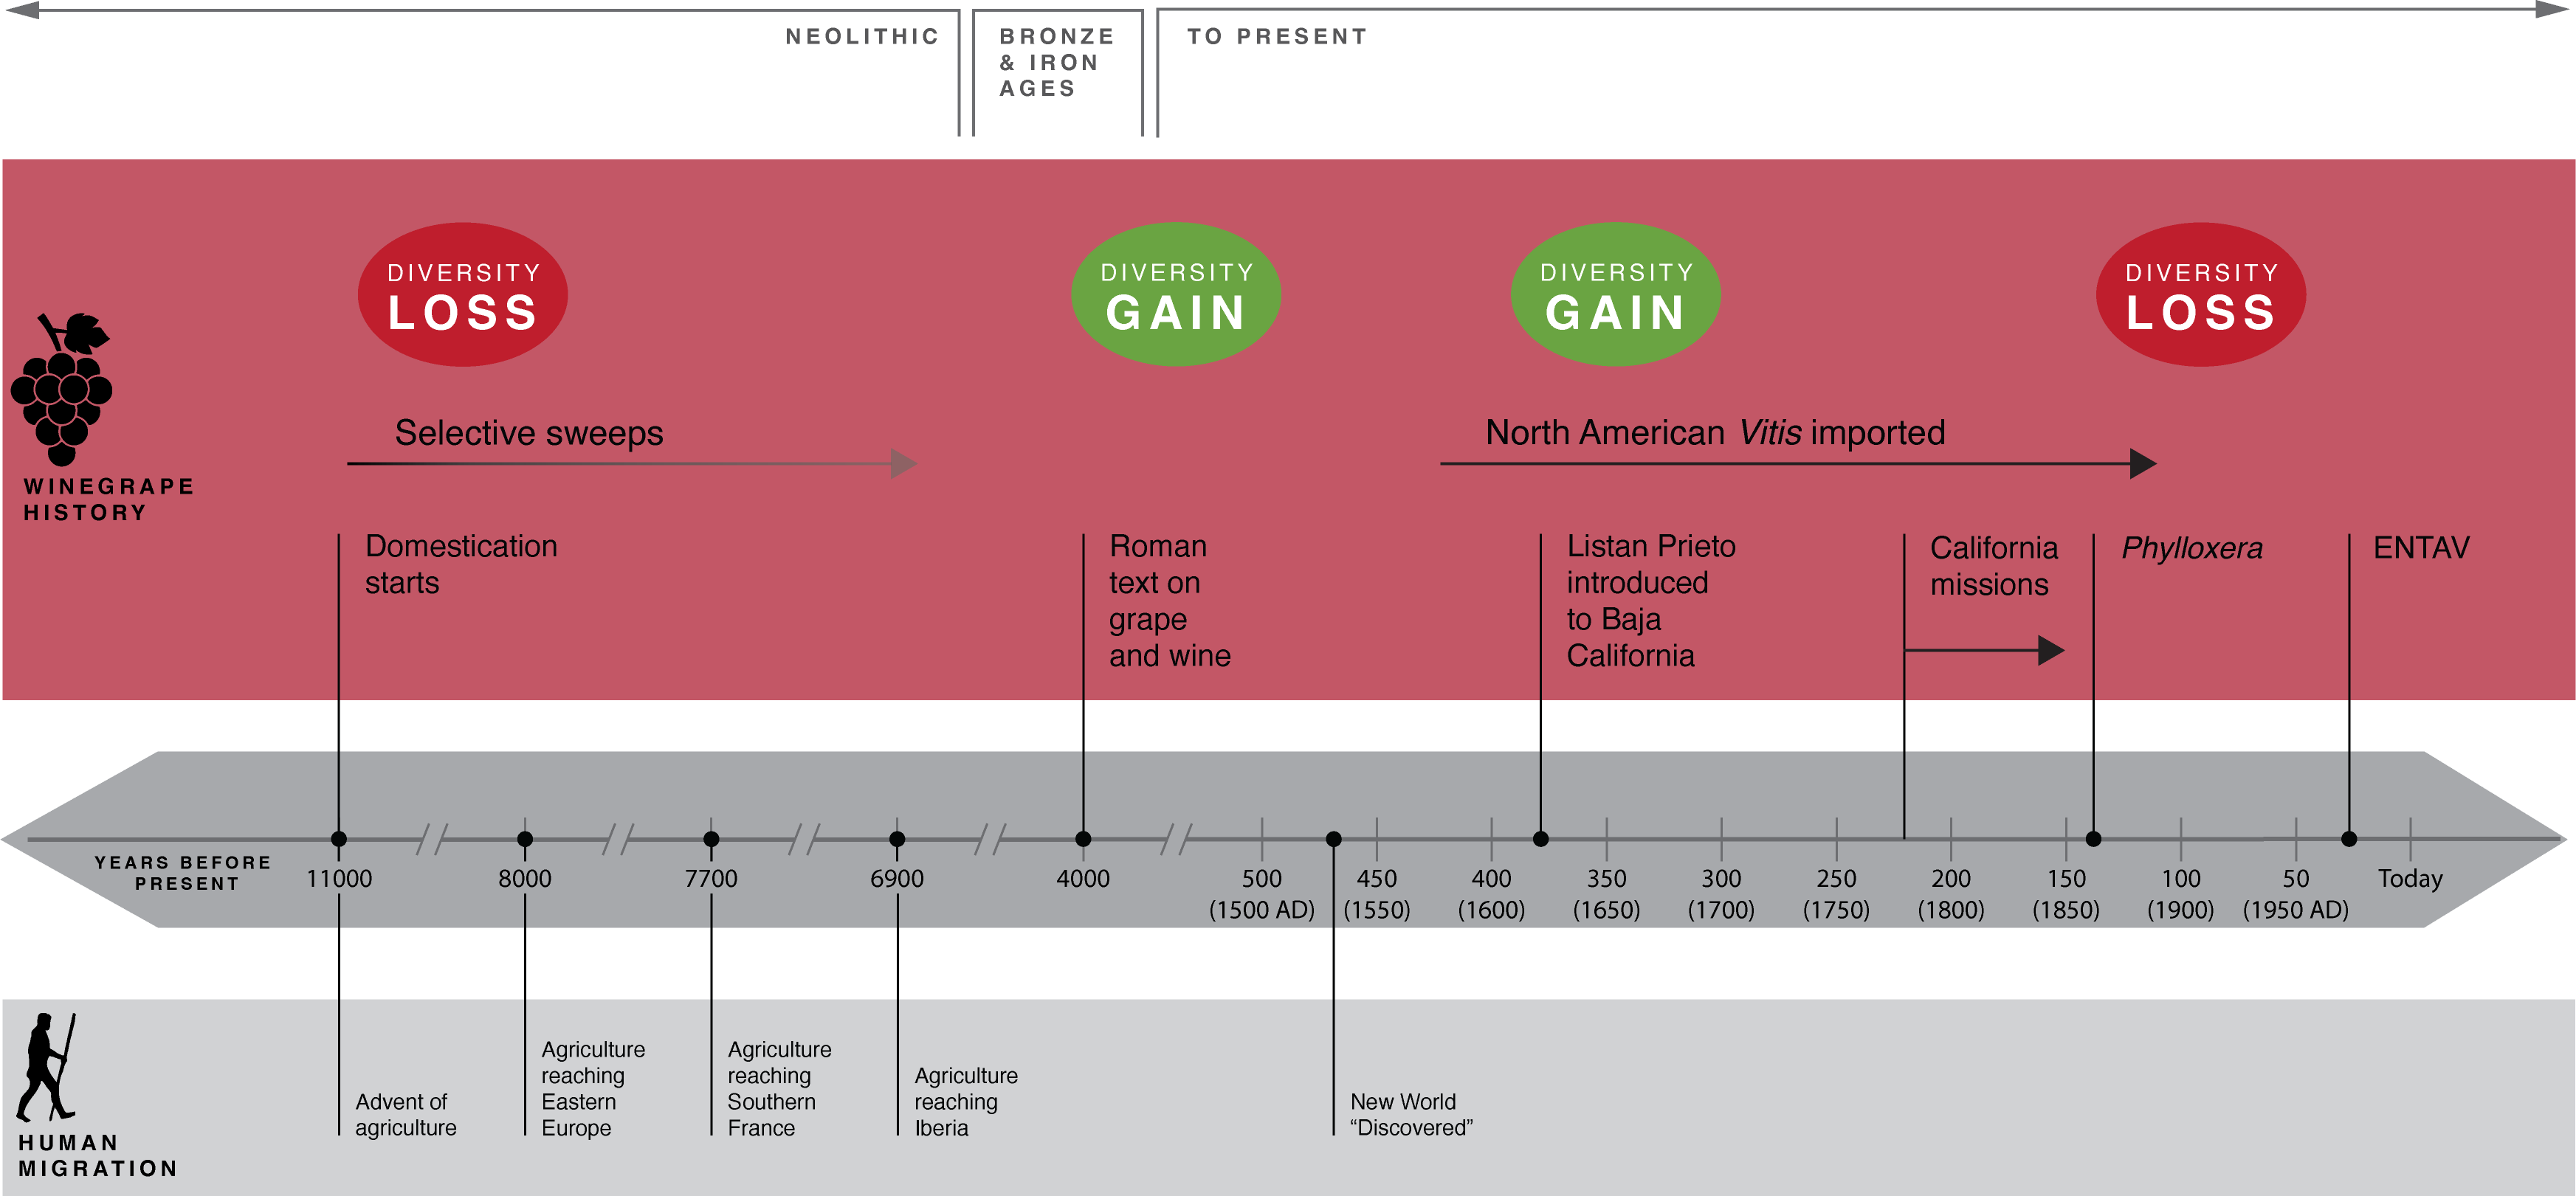 NEOLITHIC
BRONZE
& IRON
AGES
TO PRESENT
DIVERSITY
LOSS
DIVERSITY
GAIN
DIVERSITY
GAIN
DIVERSITY
LOSS
WINEGRAPE
HISTORY
Selective sweeps
North American Vitis imported
Domestication
starts
Roman
text on
grape
and wine
Listan Prieto
introduced
to Baja
California
California
missions
Phylloxera
ENTAV
YEARS BEFORE
PRESENT
11000
8000
7700
6900
4000
500
(1500 AD)
450
(1550)
400
(1600)
350
(1650)
300
(1700)
250
(1750)
200
(1800)
150
(1850)
100
(1900)
50
(1950 AD)
Today
HUMAN
MIGRATION
Advent of
agriculture
Agriculture
reaching
Eastern
Europe
Agriculture
reaching
Southern
France
Agriculture
reaching
Iberia
New World
“Discovered”